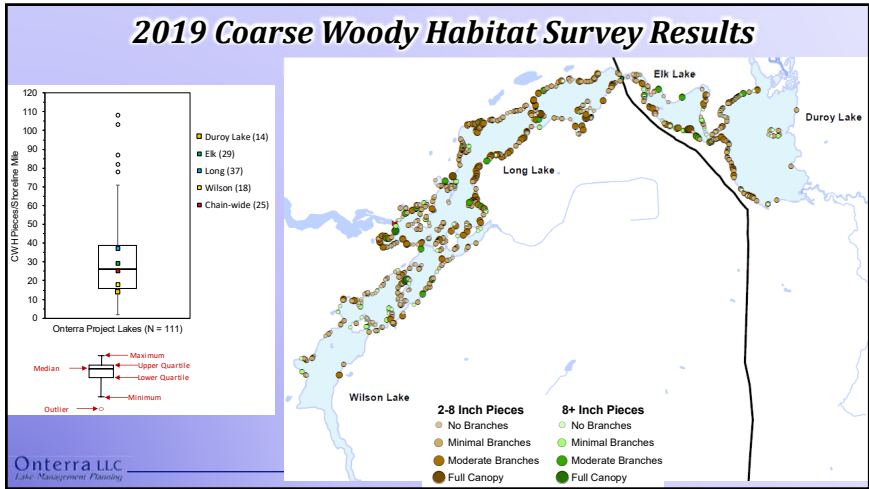 2019 Coarse Woody Habitat Survey Results
120
110
100
90
80
70
60
50
40
30
20
10
0
CWH Pieces/Shoreline Mile
Duroy Lake (14)
Elk (29)
Long (37)
Wilson (18)
Chain-wide (25)
Onterra Project Lakes (N = 111)
Maximum
Median
Upper Quartile
Lower Quartile
Minimum
Outlier
Elk Lake
Duroy Lake
Long Lake
Wilson Lake
2-8 Inch Pieces
No Branches
Minimal Branches
Moderate Branches
Full Canopy
8+ Inch Pieces
No Branches
Minimal Branches
Moderate Branches
Full Canopy
Onterra LLC
Lake Management Planning